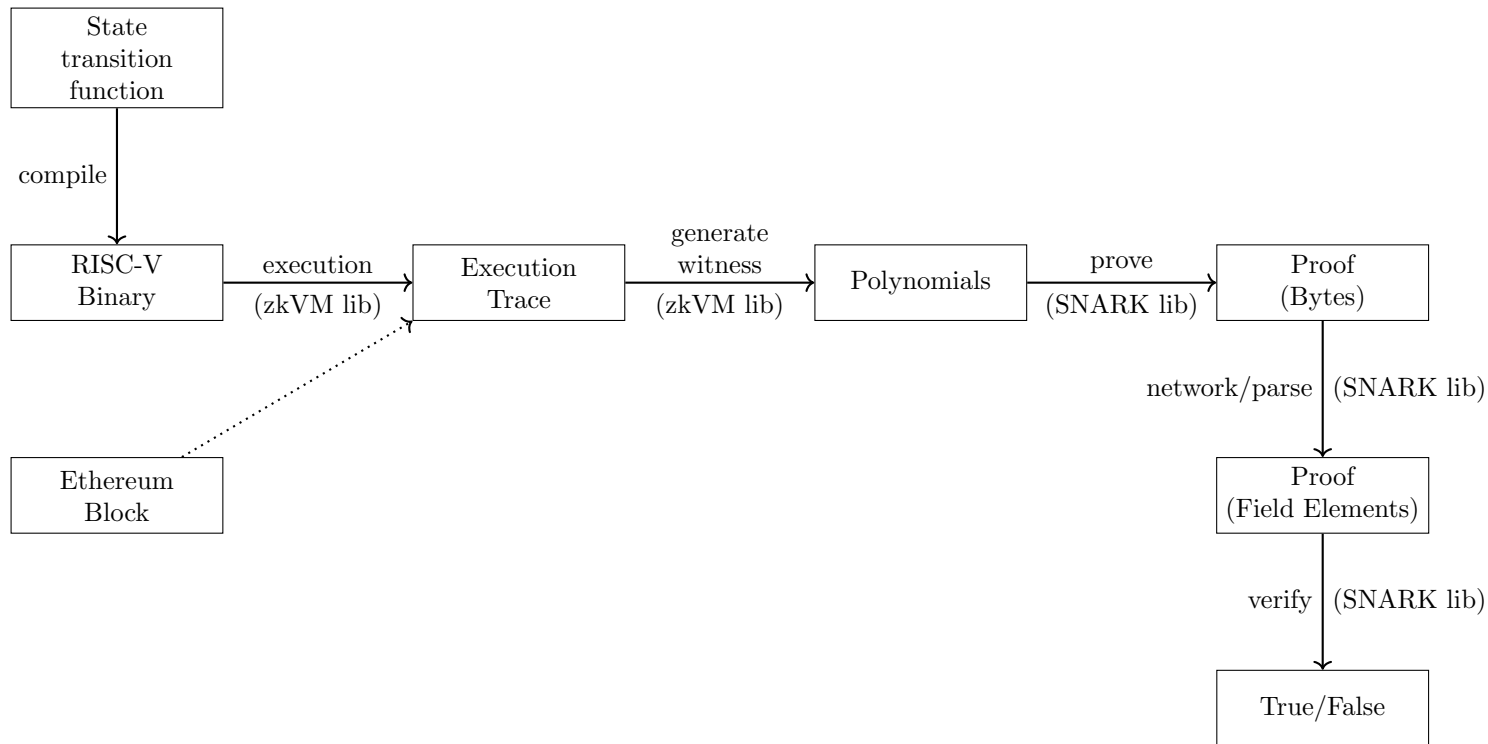 State
transition
function
compile
RISC-V
Binary
execution
(zkVM lib)
Execution
Trace
generate
witness
(zkVM lib)
Polynomials
prove
(SNARK lib)
Proof
(Bytes)
network/parse
(SNARK lib)
Ethereum
Block
Proof
(Field Elements)
verify
(SNARK lib)
True/False